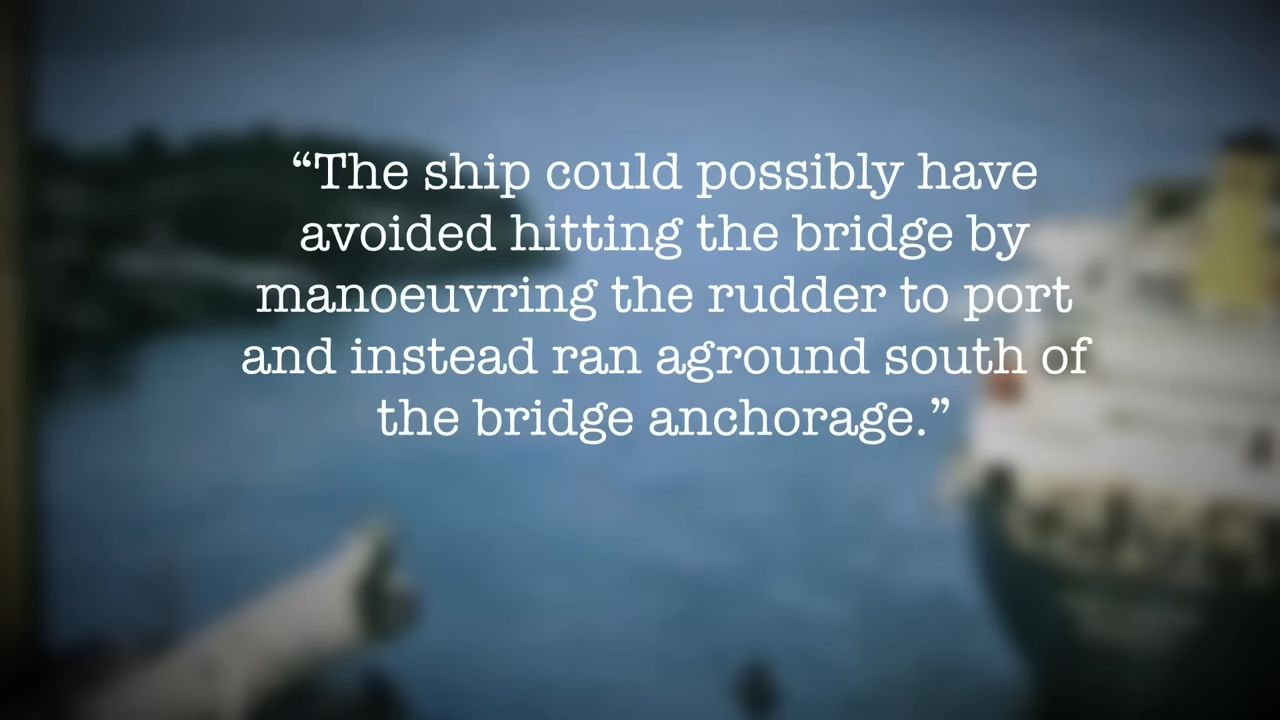 “The ship could possibly have
avoided hitting the bridge by
manoeuvring the rudder to port
and instead ran aground south of
the bridge anchorage.”